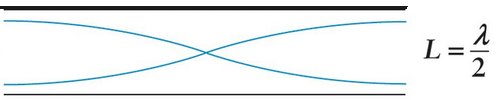 L = λ/2